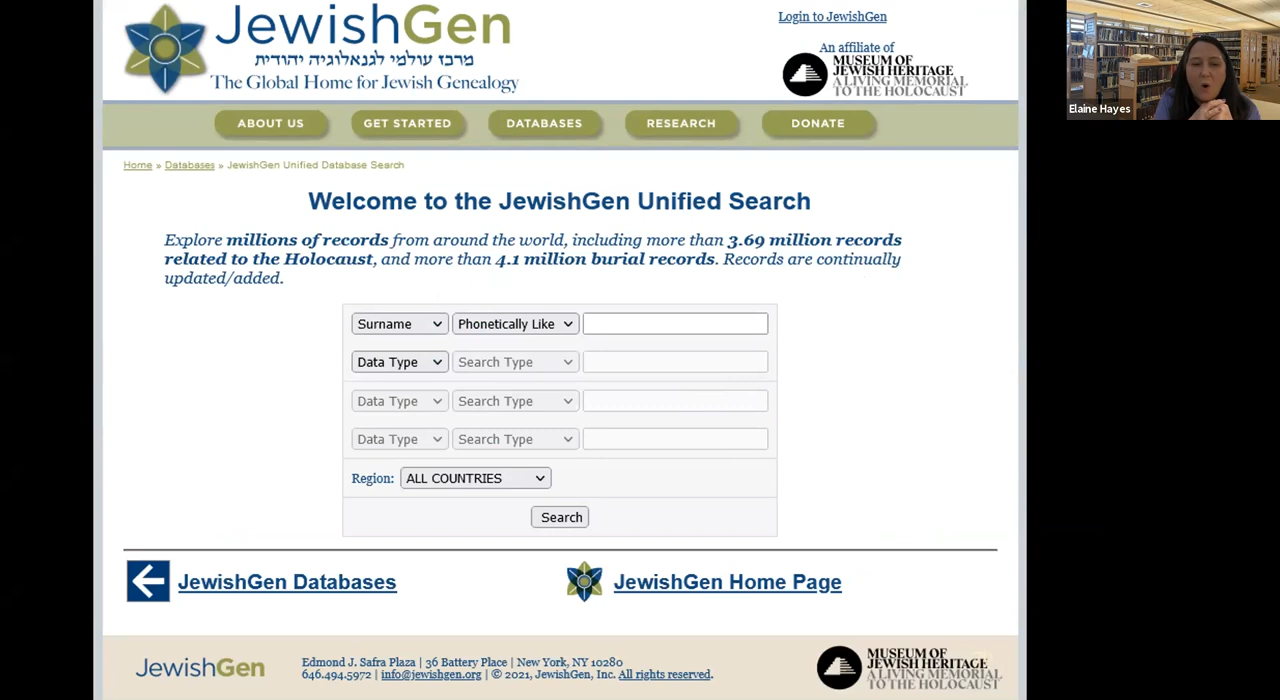 JewishGen
מרכז עולמי לגנאלוגיה יהודית
The Global Home for Jewish Genealogy
Login to JewishGen
An affiliate of
MUSEUM OF
JEWISH HERITAGE
A LIVING MEMORIAL
TO THE HOLOCAUST
Elaine Hayes
ABOUT US
GET STARTED
DATABASES
RESEARCH
DONATE
Home » Databases » JewishGen Unified Database Search
Welcome to the JewishGen Unified Search
Explore millions of records from around the world, including more than 3.69 million records
related to the Holocaust, and more than 4.1 million burial records. Records are continually
updated/added.
Surname Phonetically Like
Data Type Search Type
Data Type Search Type
Data Type Search Type
Region: ALL COUNTRIES
Search
JewishGen Databases
JewishGen Home Page
JewishGen
Edmond J. Safra Plaza | 36 Battery Place | New York, NY 10280
646.494.5972 | info@jewishgen.org | © 2021, JewishGen, Inc. All rights reserved.
MUSEUM OF
JEWISH HERITAGE
A LIVING MEMORIAL
TO THE HOLOCAUST